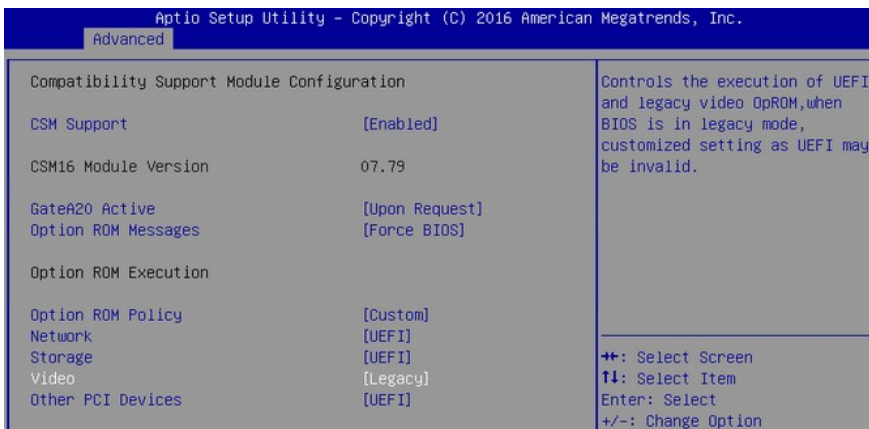 Aptio Setup Utility – Copyright (C) 2016 American Megatrends, Inc.
Advanced
Compatibility Support Module Configuration
CSM Support [Enabled]
CSM16 Module Version 07.79
GateA20 Active [Upon Request]
Option ROM Messages [Force BIOS]
Option ROM Execution
Option ROM Policy [Custom]
Network [UEFI]
Storage [UEFI]
Video [Legacy]
Other PCI Devices [UEFI]
Controls the execution of UEFI
and legacy video OpROM,when
BIOS is in legacy mode,
customized setting as UEFI may
be invalid.
→←: Select Screen
↑↓: Select Item
Enter: Select
+/-: Change Option